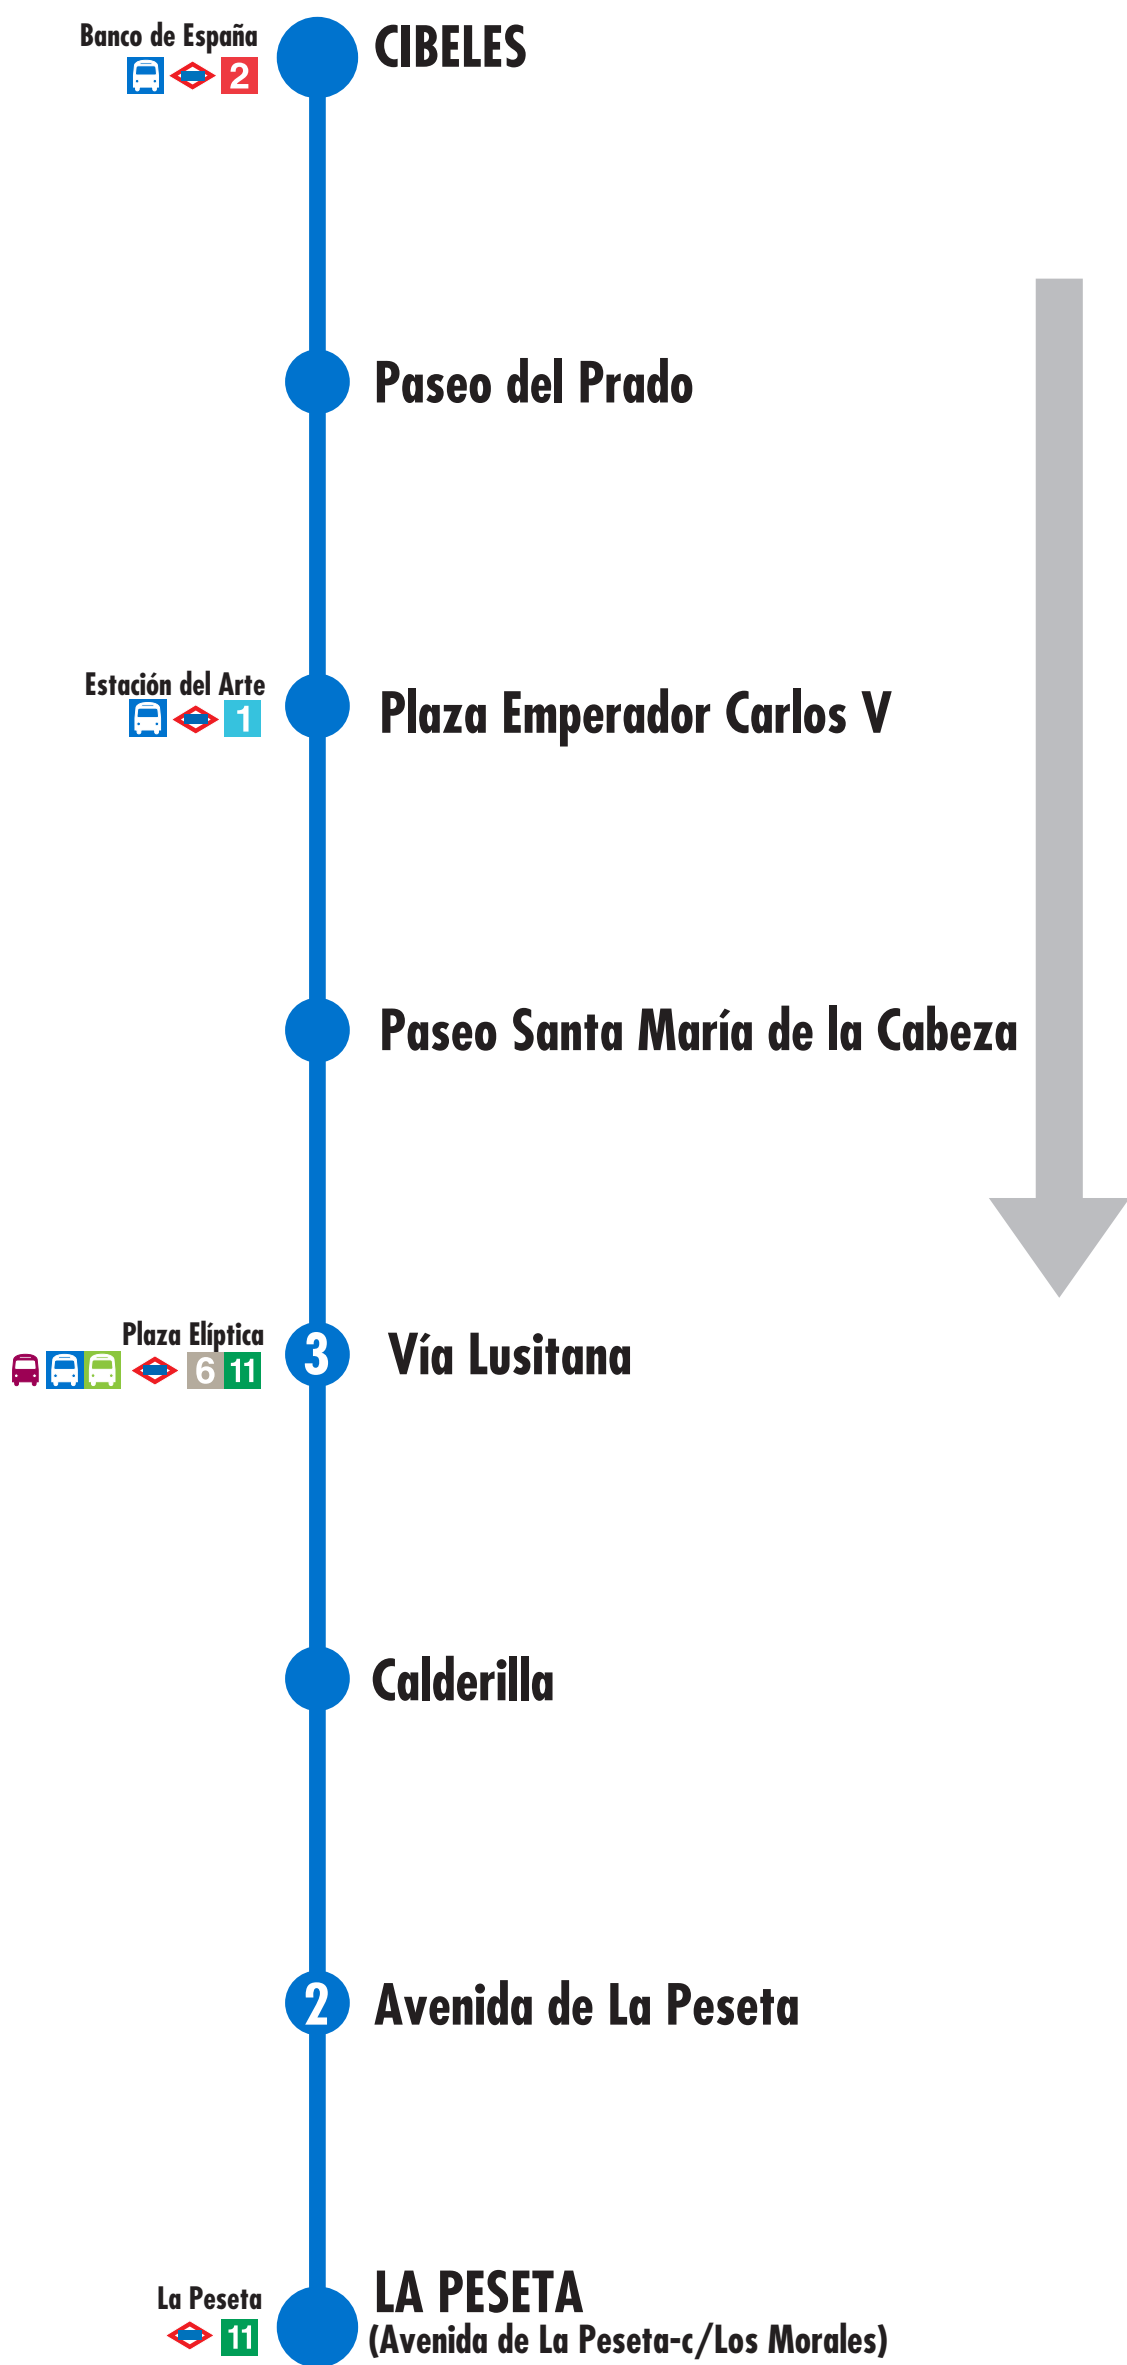 Banco de España
2
CIBELES
Paseo del Prado
Estación del Arte
1
Plaza Emperador Carlos V
Paseo Santa María de la Cabeza
Plaza Elíptica
6 11
3
Vía Lusitana
Calderilla
2
Avenida de La Peseta
La Peseta
11
LA PESETA
(Avenida de La Peseta-c/Los Morales)